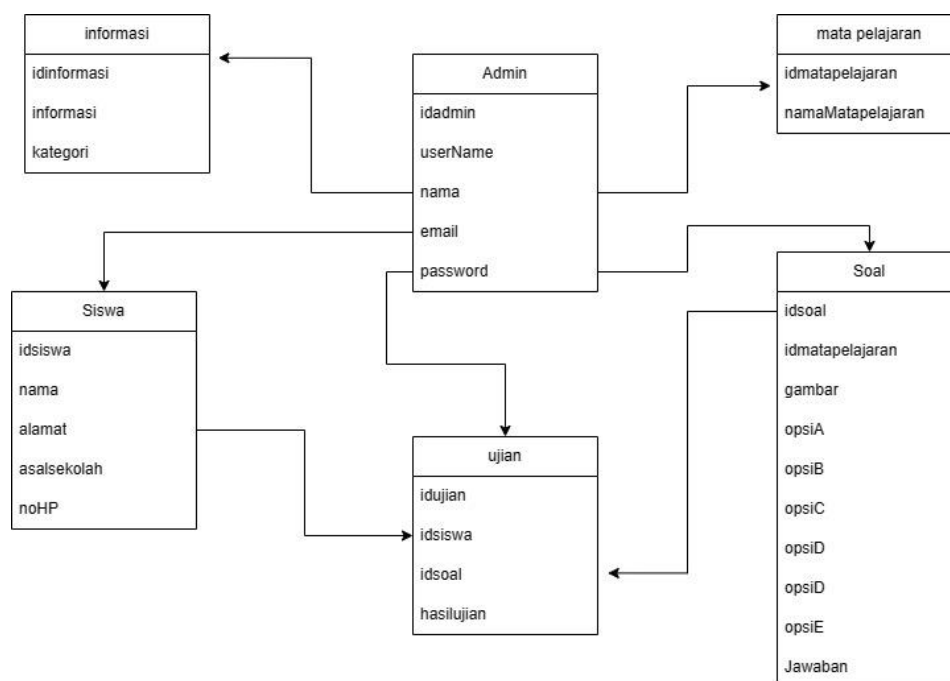 informasi
idinformasi
informasi
kategori
Admin
idadmin
userName
nama
email
password
mata pelajaran
idmatapelajaran
namaMatapelajaran
Siswa
idsiswa
nama
alamat
asalsekolah
noHP
ujian
idujian
idsiswa
idsoal
hasilujian
Soal
idsoal
idmatapelajaran
gambar
opsiA
opsiB
opsiC
opsiD
opsiD
opsiE
Jawaban